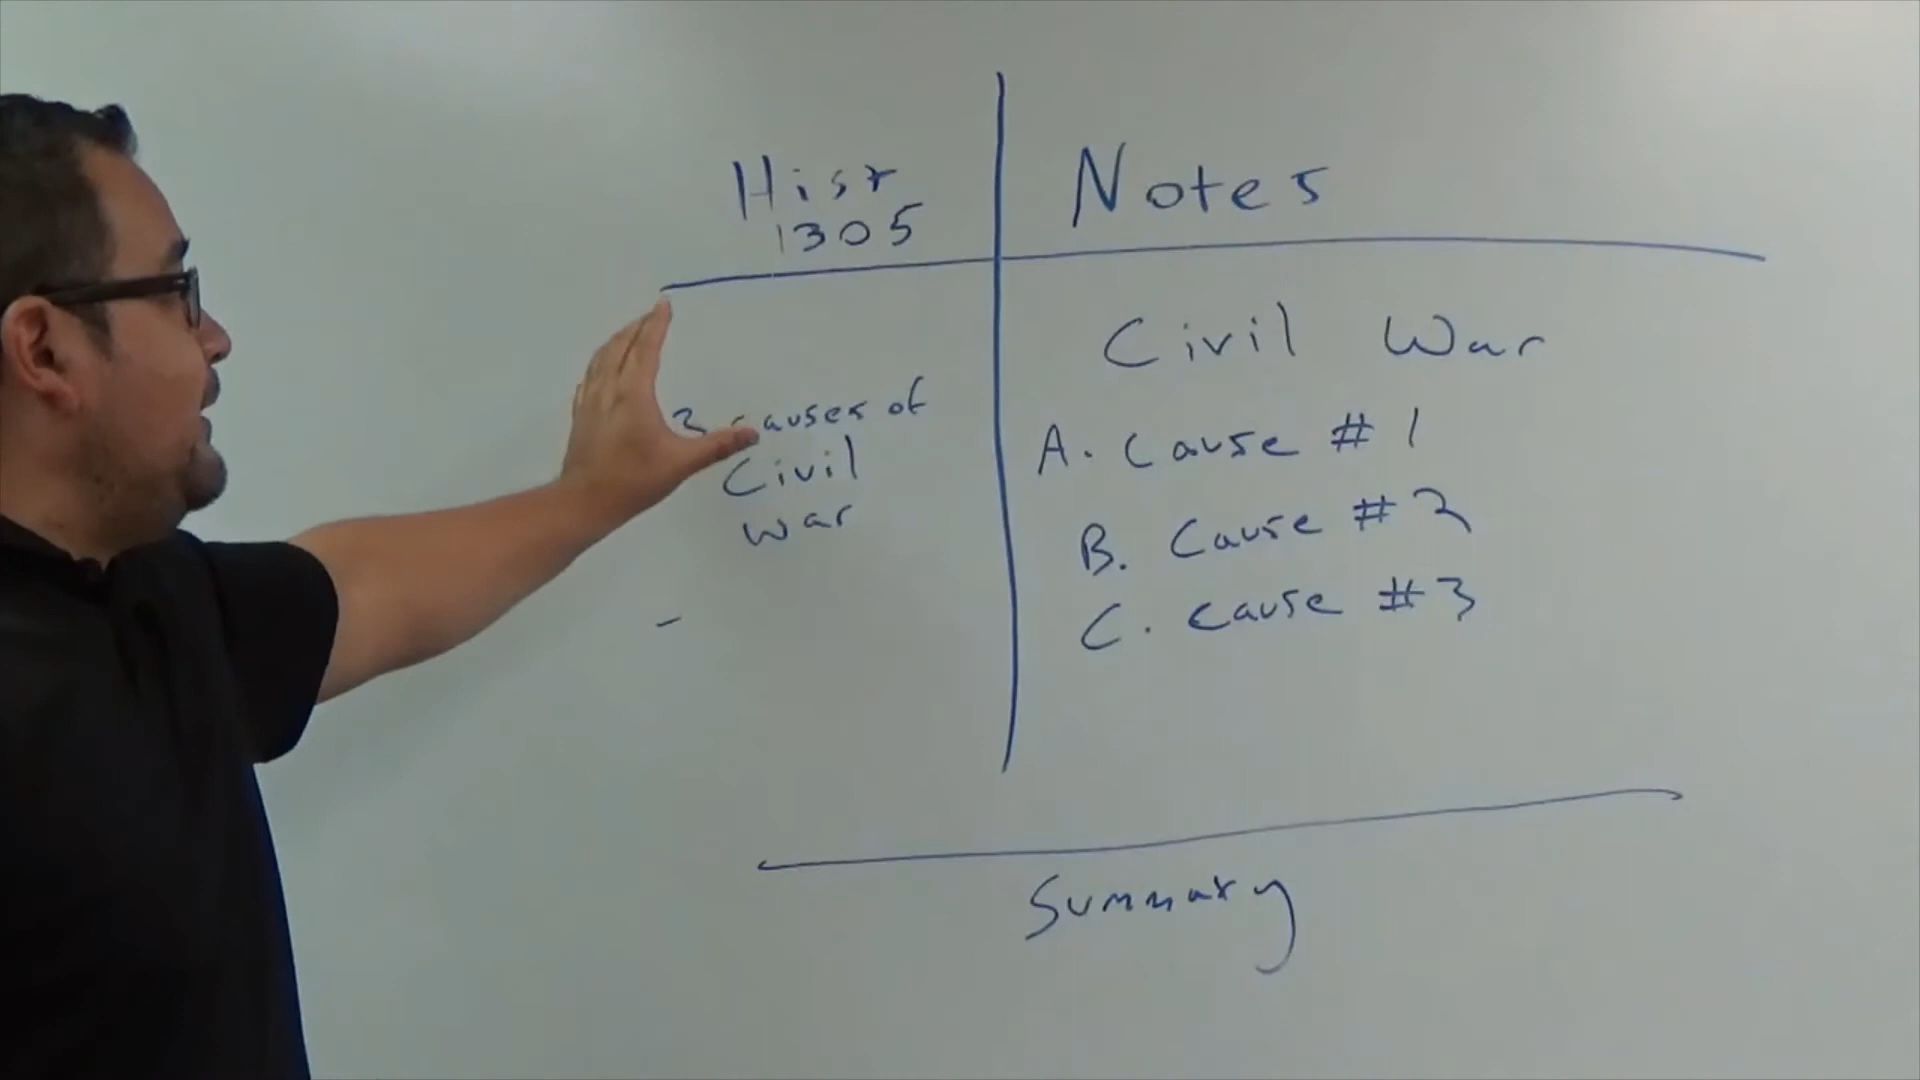 Hist
1305
Notes
3 causes of
Civil
war
-
Civil War
A. Cause # 1
B. Cause # 2
C. Cause # 3
Summary